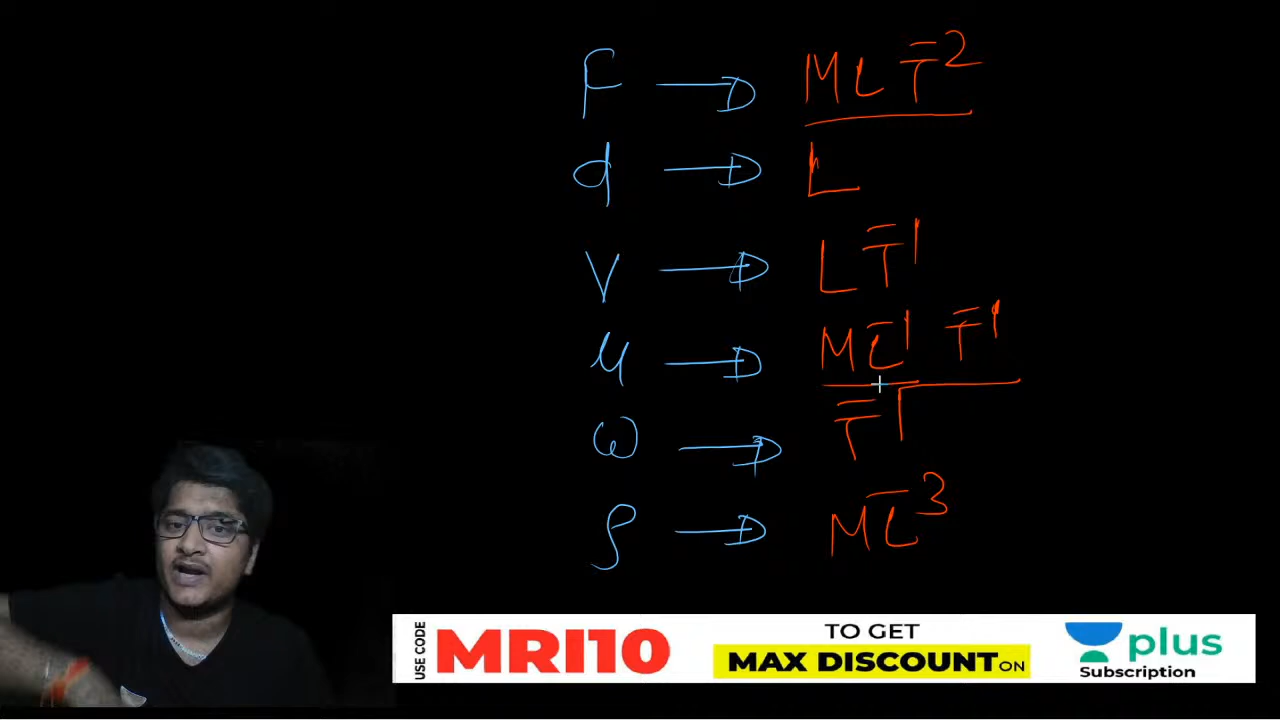 F → MLT⁻²
d → L
V → LT⁻¹
μ → ML⁻¹ T⁻¹
ω → T⁻¹
ρ → ML⁻³
USE CODE
MRI10
TO GET
MAX DISCOUNT ON
plus
Subscription